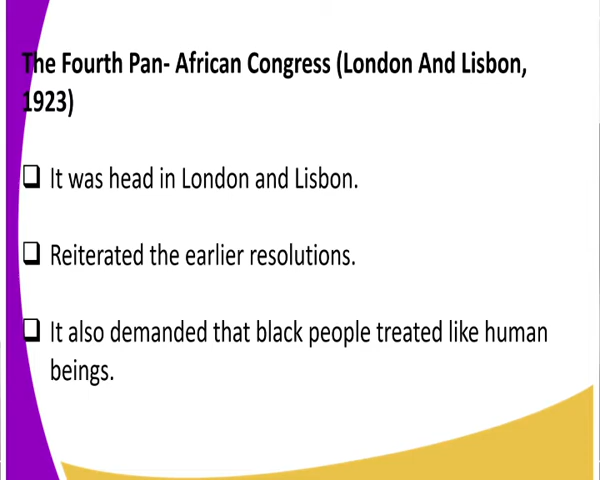 The Fourth Pan- African Congress (London And Lisbon,
1923)
❑ It was head in London and Lisbon.
❑ Reiterated the earlier resolutions.
❑ It also demanded that black people treated like human
beings.